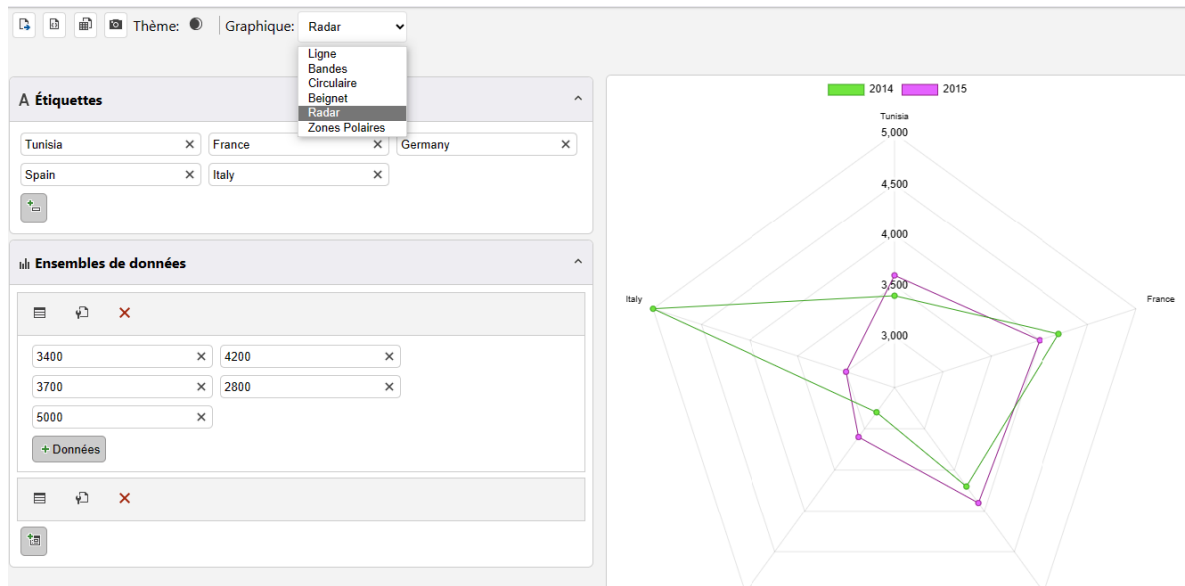 Thème: Graphique: Radar
Ligne
Bandes
Circulaire
Beignet
Radar
Zones Polaires
A Étiquettes
Tunisia France Germany
Spain Italy
Ensembles de données
3400 4200
3700 2800
5000
+ Données
2014 2015
Tunisia
5,000
4,500
4,000
3,500
3,000
Italy
France